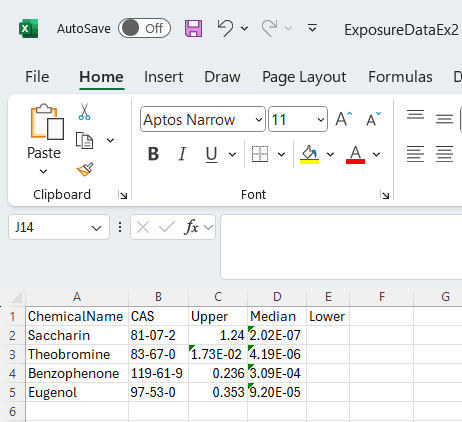 AutoSave Off ExposureDataEx2
File Home Insert Draw Page Layout Formulas D
Paste Aptos Narrow 11 A A
B I U A
Clipboard Font
J14 fx
A B C D E F G
1 ChemicalName CAS Upper Median Lower
2 Saccharin 81-07-2 1.24 2.02E-07
3 Theobromine 83-67-0 1.73E-02 4.19E-06
4 Benzophenone 119-61-9 0.236 3.09E-04
5 Eugenol 97-53-0 0.353 9.20E-05
6